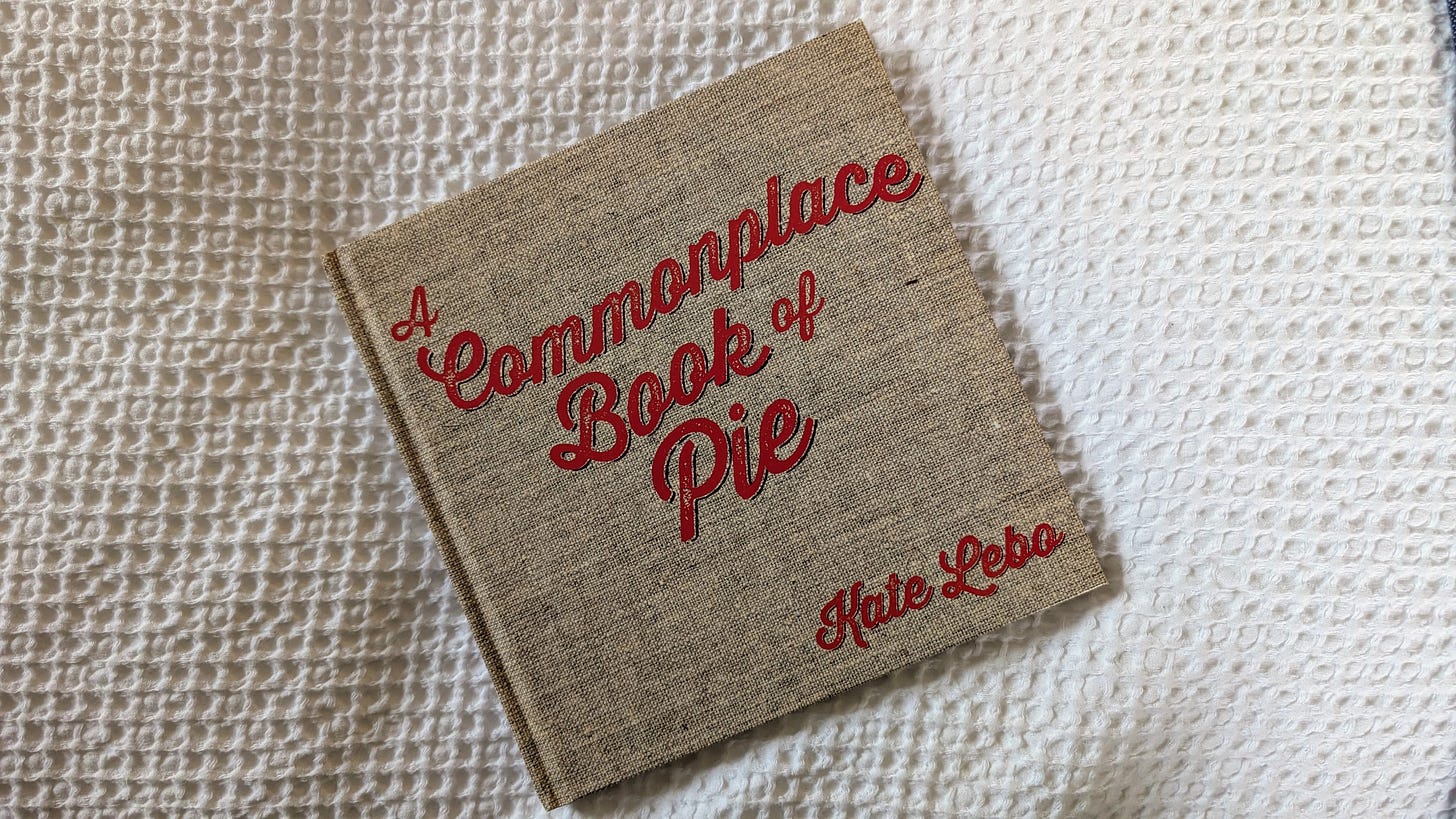 A
Commonplace
Book of
Pie
Kate Lebo